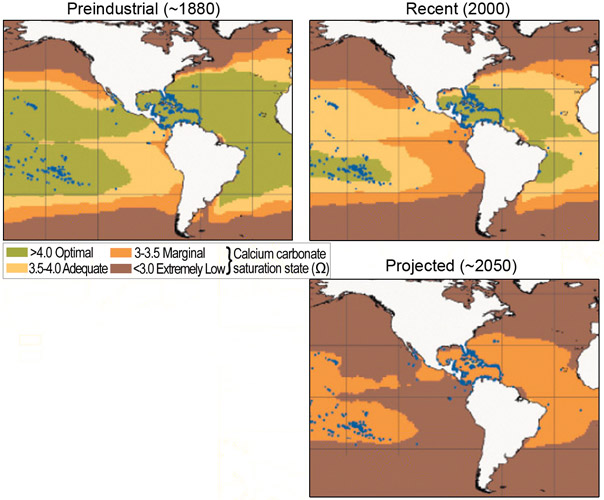 Preindustrial (~1880)
Recent (2000)
>4.0 Optimal
3-3.5 Marginal
3.5-4.0 Adequate
<3.0 Extremely Low
Calcium carbonate
saturation state (Ω)
Projected (~2050)